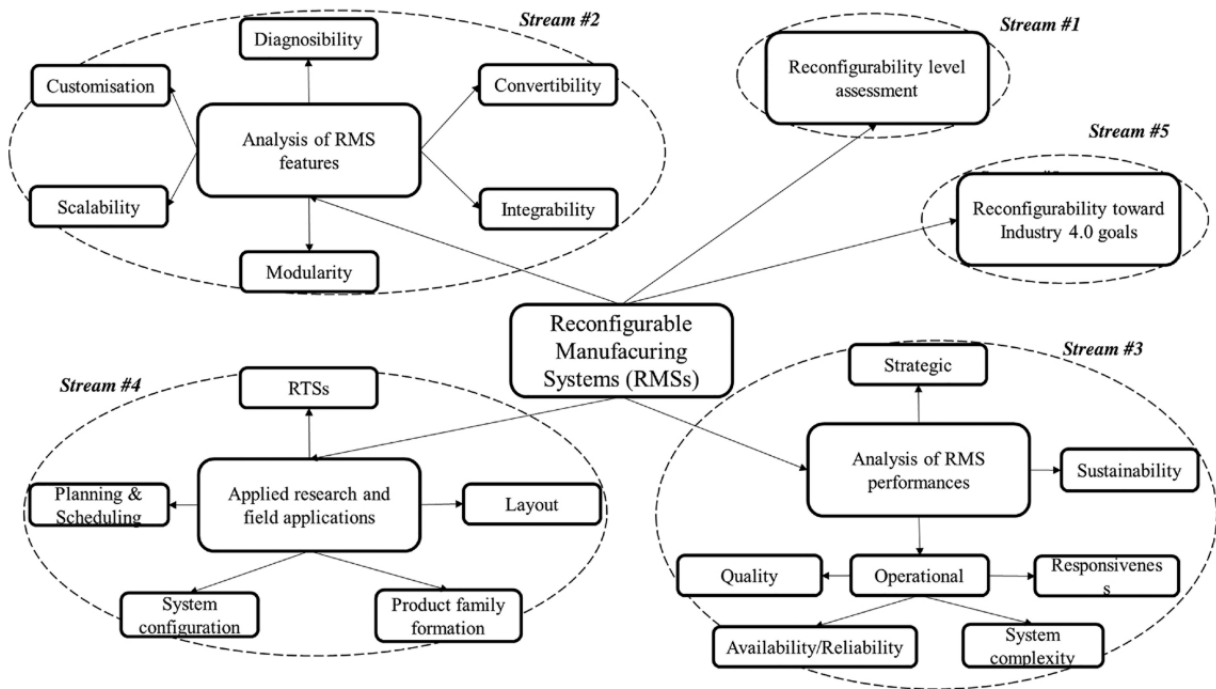 Stream #2
Diagnosibility
Customisation
Convertibility
Analysis of RMS
features
Scalability
Integrability
Modularity
Stream #1
Reconfigurability level
assessment
Stream #5
Reconfigurability toward
Industry 4.0 goals
Reconfigurable
Manufacuring
Systems (RMSs)
Stream #4
RTSs
Planning &
Scheduling
Applied research and
field applications
Layout
System
configuration
Product family
formation
Stream #3
Strategic
Analysis of RMS
performances
Sustainability
Quality
Operational
Responsivenes
s
Availability/Reliability
System
complexity